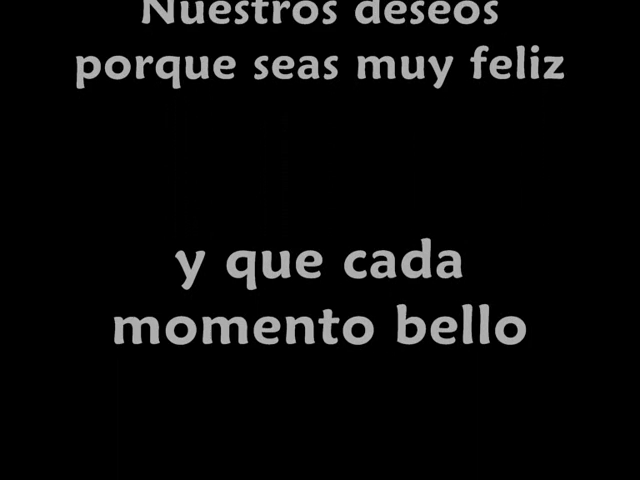 Nuestros deseos
porque seas muy feliz
y que cada
momento bello